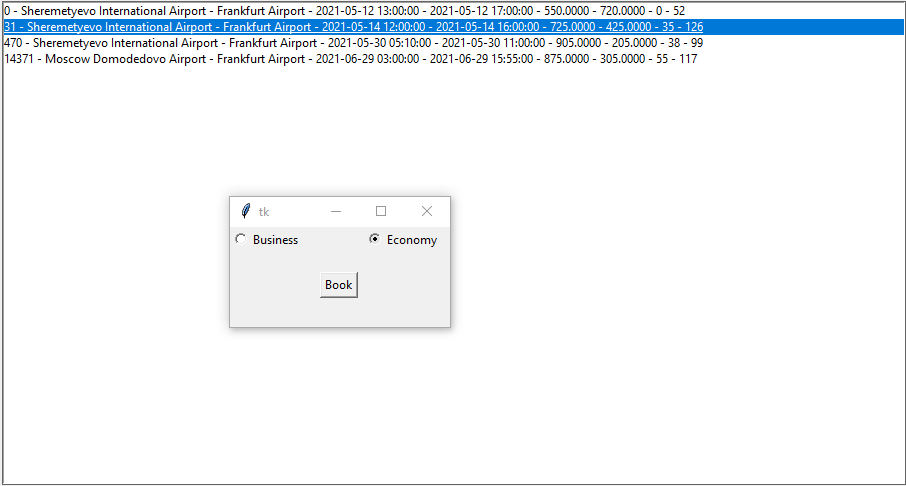 0 - Sheremetyevo International Airport - Frankfurt Airport - 2021-05-12 13:00:00 - 2021-05-12 17:00:00 - 550.0000 - 720.0000 - 0 - 52
31 - Sheremetyevo International Airport - Frankfurt Airport - 2021-05-14 12:00:00 - 2021-05-14 16:00:00 - 725.0000 - 425.0000 - 35 - 126
470 - Sheremetyevo International Airport - Frankfurt Airport - 2021-05-30 05:10:00 - 2021-05-30 11:00:00 - 905.0000 - 205.0000 - 38 - 99
14371 - Moscow Domodedovo Airport - Frankfurt Airport - 2021-06-29 03:00:00 - 2021-06-29 15:55:00 - 875.0000 - 305.0000 - 55 - 117
tk
Business Economy
Book